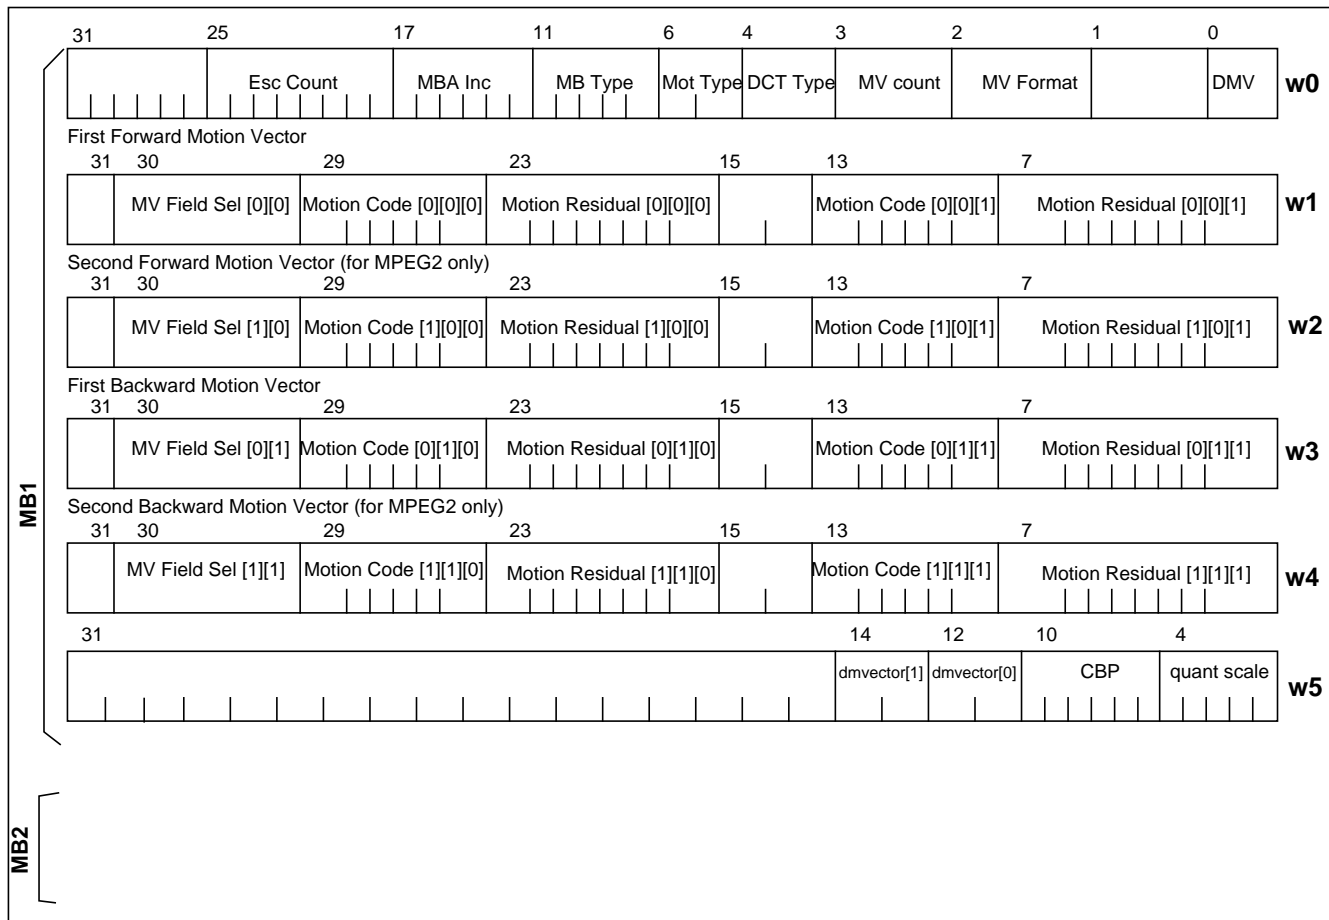 31 25 17 11 6 4 3 2 1 0
Esc Count MBA Inc MB Type Mot Type DCT Type MV count MV Format DMV w0
First Forward Motion Vector
31 30 29 23 15 13 7
MV Field Sel [0][0] Motion Code [0][0][0] Motion Residual [0][0][0] Motion Code [0][0][1] Motion Residual [0][0][1] w1
Second Forward Motion Vector (for MPEG2 only)
31 30 29 23 15 13 7
MV Field Sel [1][0] Motion Code [1][0][0] Motion Residual [1][0][0] Motion Code [1][0][1] Motion Residual [1][0][1] w2
First Backward Motion Vector
31 30 29 23 15 13 7
MV Field Sel [0][1] Motion Code [0][1][0] Motion Residual [0][1][0] Motion Code [0][1][1] Motion Residual [0][1][1] w3
Second Backward Motion Vector (for MPEG2 only)
31 30 29 23 15 13 7
MV Field Sel [1][1] Motion Code [1][1][0] Motion Residual [1][1][0] Motion Code [1][1][1] Motion Residual [1][1][1] w4
31 14 12 10 4
dmvector[1] dmvector[0] CBP quant scale w5
MB1
MB2